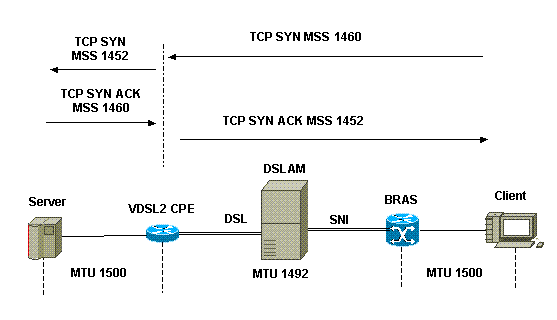 TCP SYN
MSS 1452
TCP SYN MSS 1460
TCP SYN ACK
MSS 1460
TCP SYN ACK MSS 1452
DSLAM
Server
VDSL2 CPE
DSL
SNI
BRAS
Client
MTU 1500
MTU 1492
MTU 1500